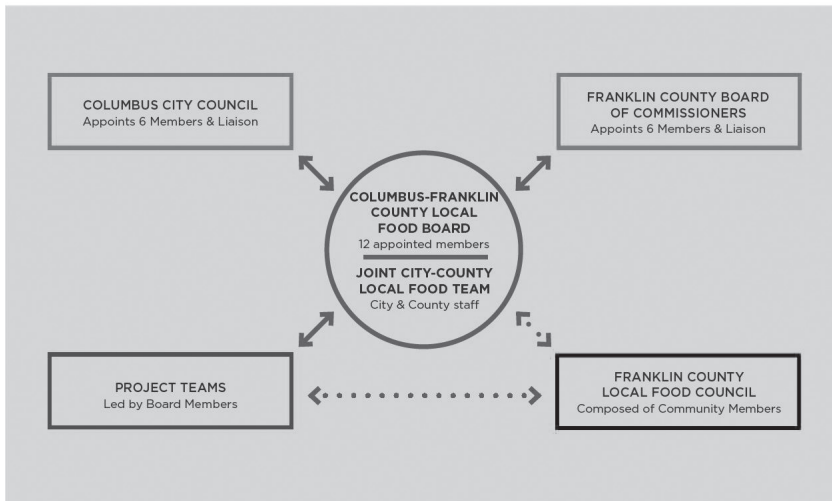 COLUMBUS CITY COUNCIL
Appoints 6 Members & Liaison
FRANKLIN COUNTY BOARD
OF COMMISSIONERS
Appoints 6 Members & Liaison
COLUMBUS-FRANKLIN
COUNTY LOCAL
FOOD BOARD
12 appointed members
JOINT CITY-COUNTY
LOCAL FOOD TEAM
City & County staff
PROJECT TEAMS
Led by Board Members
FRANKLIN COUNTY
LOCAL FOOD COUNCIL
Composed of Community Members